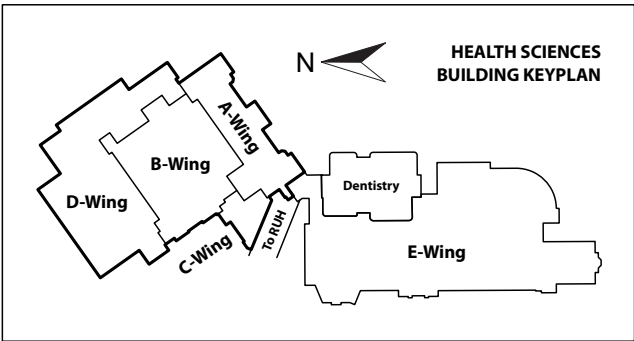 N
HEALTH SCIENCES
BUILDING KEYPLAN
A-Wing
B-Wing
D-Wing
Dentistry
C-Wing
To RUH
E-Wing